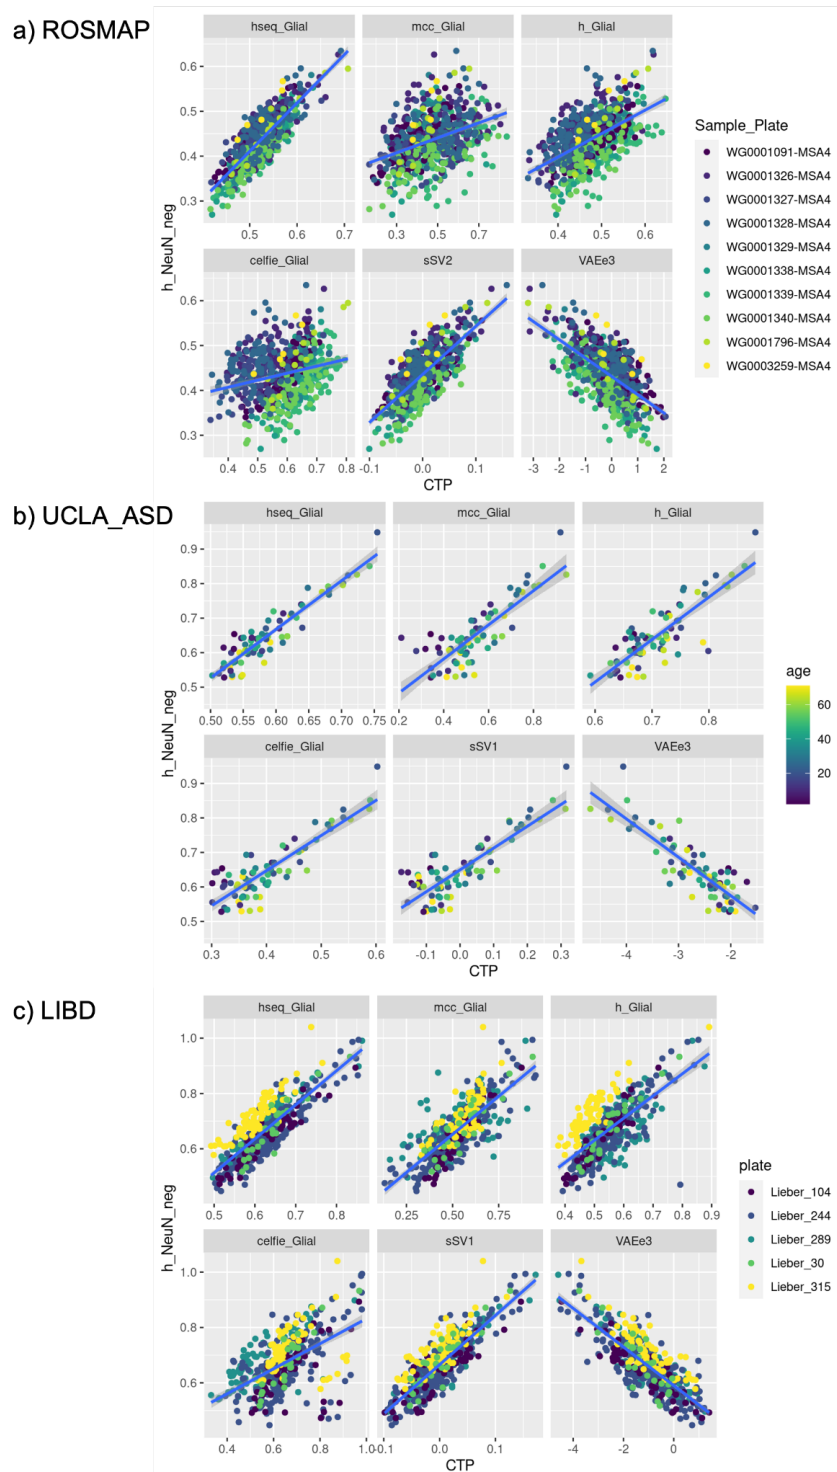 a) ROSMAP
hseq_Glial mcc_Glial h_Glial
0.6
0.5
0.4
0.3
0.5 0.6 0.7 0.3 0.5 0.7 0.4 0.5 0.6
celfie_Glial sSV2 VAEe3
0.6
0.5
0.4
0.3
0.4 0.5 0.6 0.7 0.8 -0.1 0.0 0.1 -3 -2 -1 0 1 2
h_NeuN_neg
CTP
Sample_Plate
WG0001091-MSA4
WG0001326-MSA4
WG0001327-MSA4
WG0001328-MSA4
WG0001329-MSA4
WG0001338-MSA4
WG0001339-MSA4
WG0001340-MSA4
WG0001796-MSA4
WG0003259-MSA4
b) UCLA_ASD
hseq_Glial mcc_Glial h_Glial
0.9
0.8
0.7
0.6
0.5
0.50 0.55 0.60 0.65 0.70 0.75 0.2 0.4 0.6 0.8 0.6 0.7 0.8
celfie_Glial sSV1 VAEe3
0.9
0.8
0.7
0.6
0.5
0.3 0.4 0.5 0.6 -0.1 0.0 0.1 0.2 0.3 -4 -3 -2
h_NeuN_neg
CTP
age
60
40
20
c) LIBD
hseq_Glial mcc_Glial h_Glial
1.0
0.8
0.6
0.5 0.6 0.7 0.8 0.25 0.50 0.75 0.4 0.5 0.6 0.7 0.8 0.9
celfie_Glial sSV1 VAEe3
1.0
0.8
0.6
0.4 0.6 0.8 1.0 -0.1 0.0 0.1 -4 -2 0
h_NeuN_neg
CTP
plate
Lieber_104
Lieber_244
Lieber_289
Lieber_30
Lieber_315